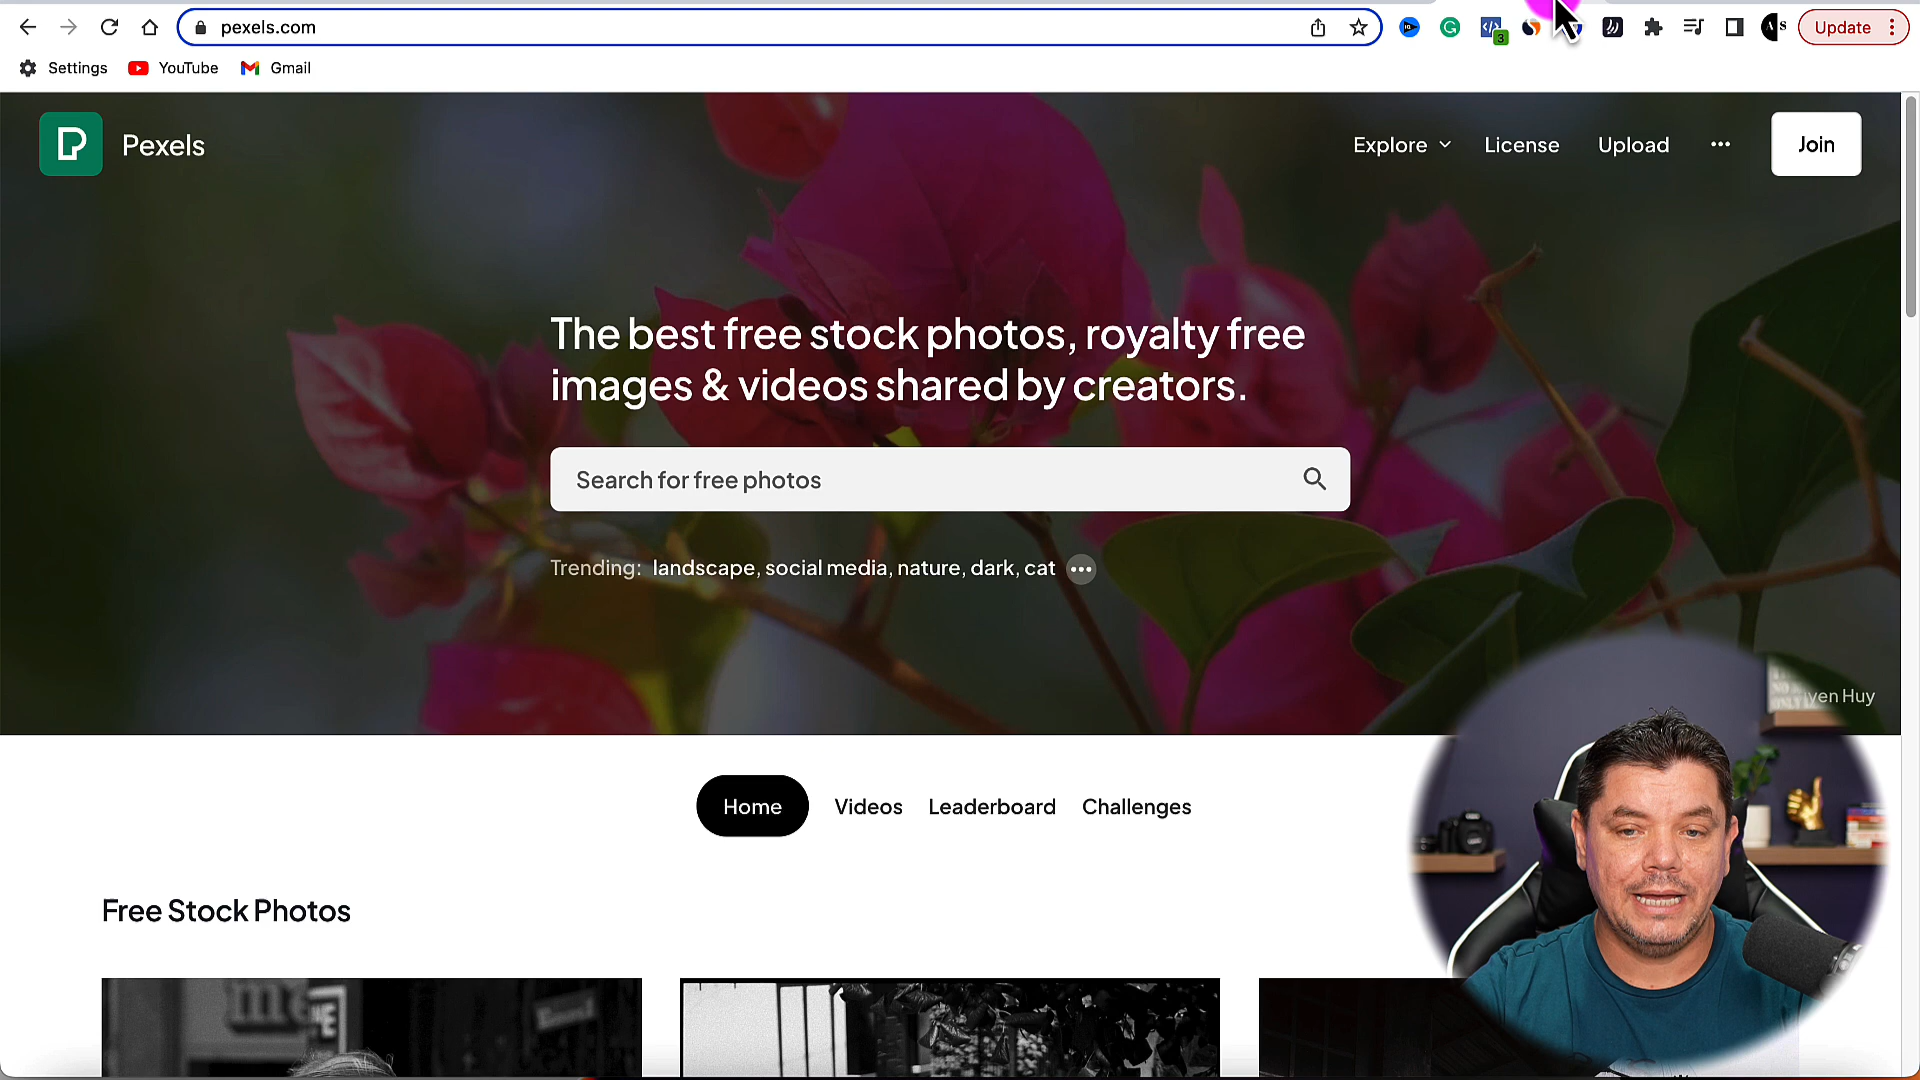 pexels.com
3
A S
Update
Settings
YouTube
Gmail
Pexels
Explore
License
Upload
Join
The best free stock photos, royalty free
images & videos shared by creators.
Search for free photos
Trending: landscape, social media, nature, dark, cat
Huy
Home
Videos
Leaderboard
Challenges
Free Stock Photos